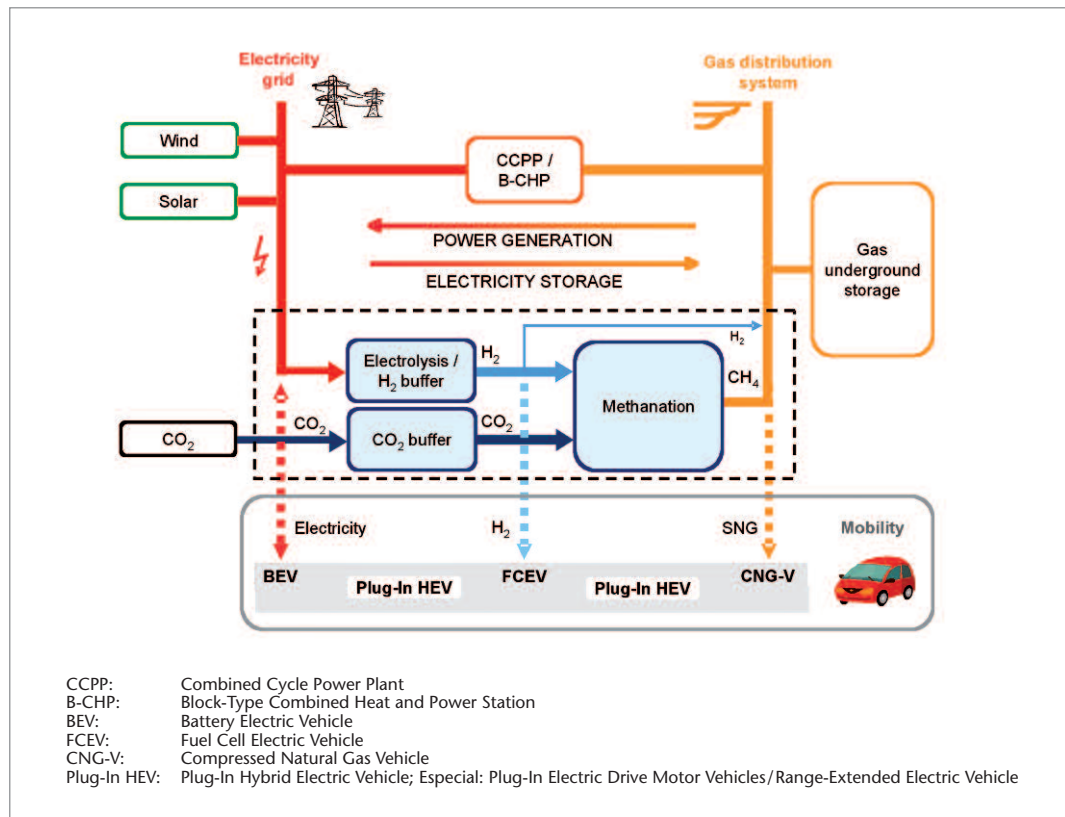 Electricity
grid
Gas distribution
system
Wind
CCPP /
B-CHP
Solar
POWER GENERATION
ELECTRICITY STORAGE
Gas
underground
storage
H₂
Electrolysis /
H₂ buffer
H₂
Methanation
CH₄
CO₂
CO₂
CO₂ buffer
CO₂
Electricity
H₂
SNG
Mobility
BEV
Plug-In HEV
FCEV
Plug-In HEV
CNG-V
CCPP: Combined Cycle Power Plant
B-CHP: Block-Type Combined Heat and Power Station
BEV: Battery Electric Vehicle
FCEV: Fuel Cell Electric Vehicle
CNG-V: Compressed Natural Gas Vehicle
Plug-In HEV: Plug-In Hybrid Electric Vehicle; Especial: Plug-In Electric Drive Motor Vehicles/Range-Extended Electric Vehicle